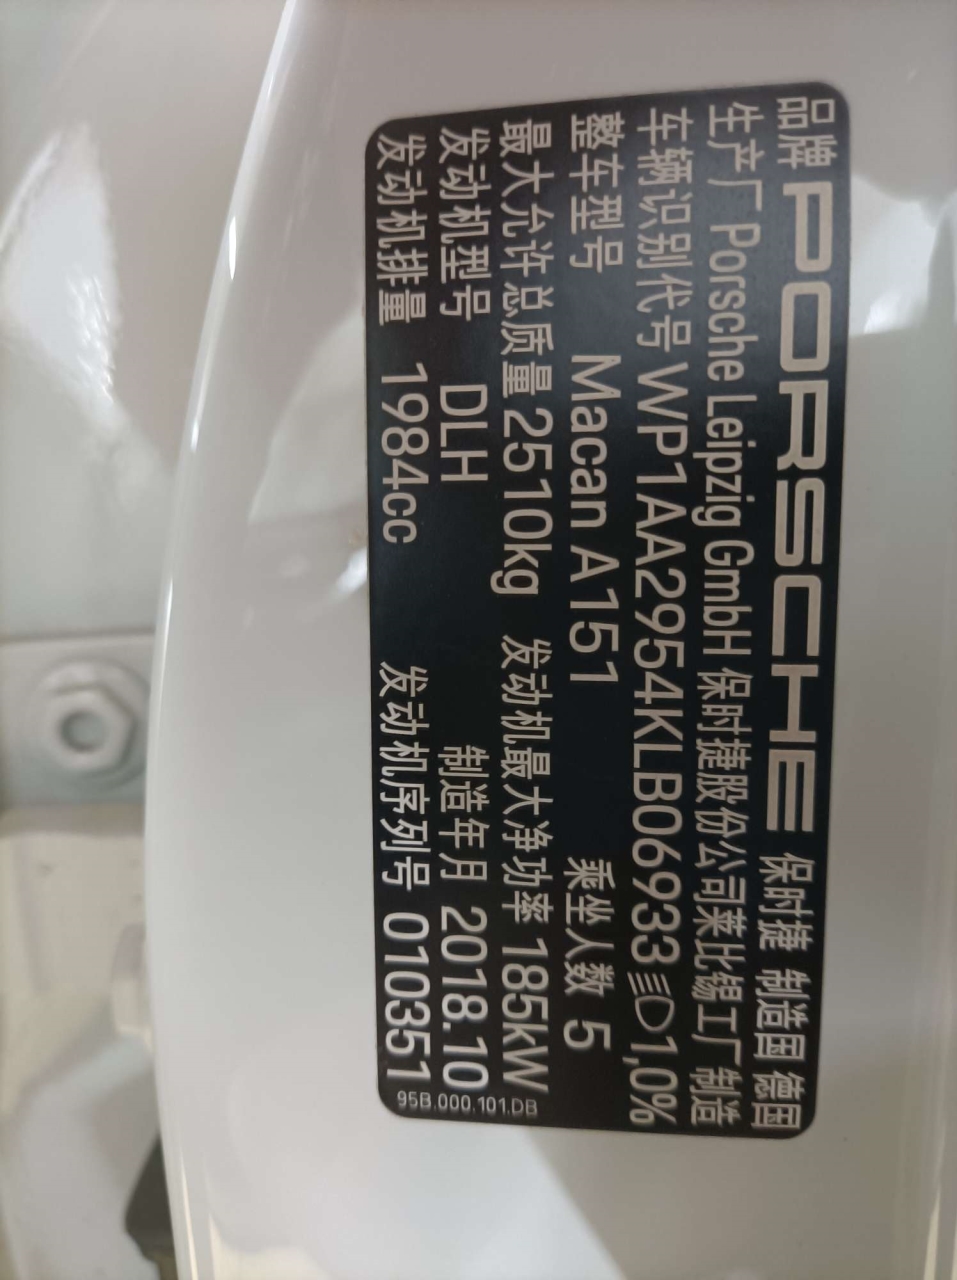 品牌 PORSCHE 保时捷 制造国 德国
生产厂 Porsche Leipzig GmbH 保时捷股份公司莱比锡工厂制造
车辆识别代号 WP1AA2954KLB06933 1,0%
整车型号 Macan A151 乘坐人数 5
最大允许总质量 2510kg 发动机最大净功率 185kW
发动机型号 DLH 制造年月 2018.10
发动机排量 1984cc 发动机序列号 010351
95B.000.101.DB